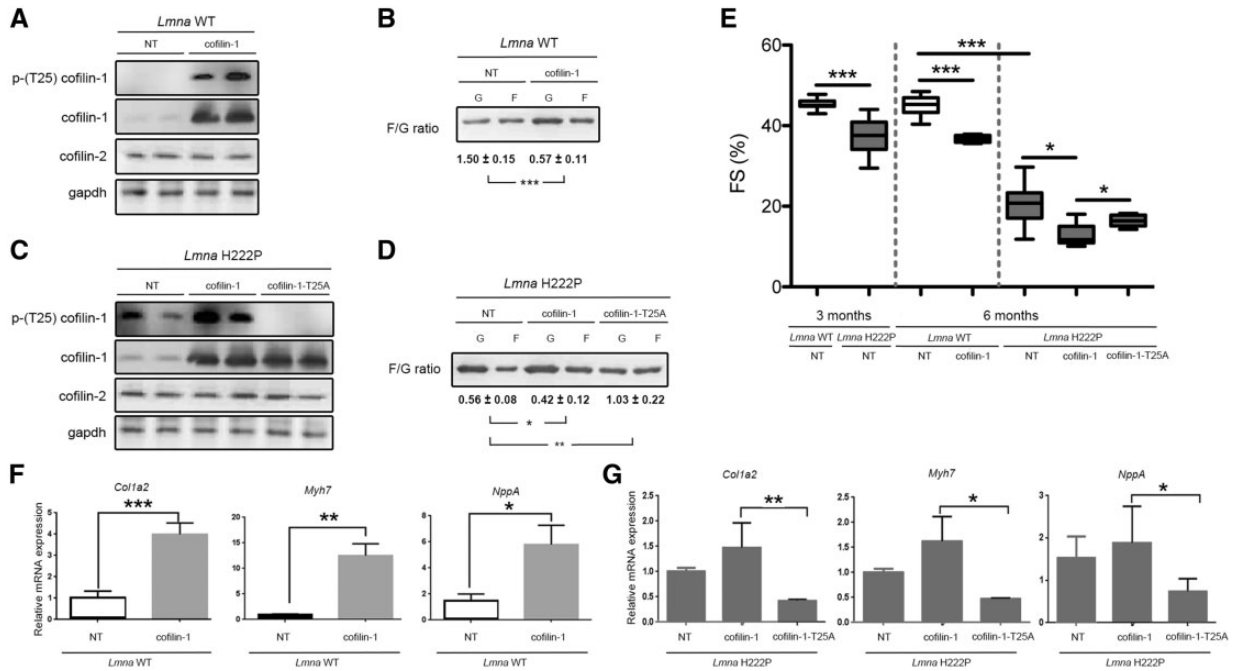 A
Lmna WT
NT cofilin-1
p-(T25) cofilin-1
cofilin-1
cofilin-2
gapdh
B
Lmna WT
NT cofilin-1
G F G F
F/G ratio
1.50 ± 0.15 0.57 ± 0.11
***
C
Lmna H222P
NT cofilin-1 cofilin-1-T25A
p-(T25) cofilin-1
cofilin-1
cofilin-2
gapdh
D
Lmna H222P
NT cofilin-1 cofilin-1-T25A
G F G F G F
F/G ratio
0.56 ± 0.08 0.42 ± 0.12 1.03 ± 0.22
*
**
E
FS (%)
60
40
20
0
***
***
***
*
*
3 months 6 months
Lmna WT Lmna H222P Lmna WT Lmna H222P
NT NT NT cofilin-1 NT cofilin-1 cofilin-1-T25A
F
Relative mRNA expression
Col1a2
5
4
3
2
1
0
***
NT cofilin-1
Lmna WT
Myh7
20
15
10
5
0
**
NT cofilin-1
Lmna WT
NppA
8
6
4
2
0
*
NT cofilin-1
Lmna WT
G
Relative mRNA expression
Col1a2
2.5
2.0
1.5
1.0
0.5
0.0
**
NT cofilin-1 cofilin-1-T25A
Lmna H222P
Myh7
2.5
2.0
1.5
1.0
0.5
0.0
*
NT cofilin-1 cofilin-1-T25A
Lmna H222P
NppA
4
3
2
1
0
*
NT cofilin-1 cofilin-1-T25A
Lmna H222P